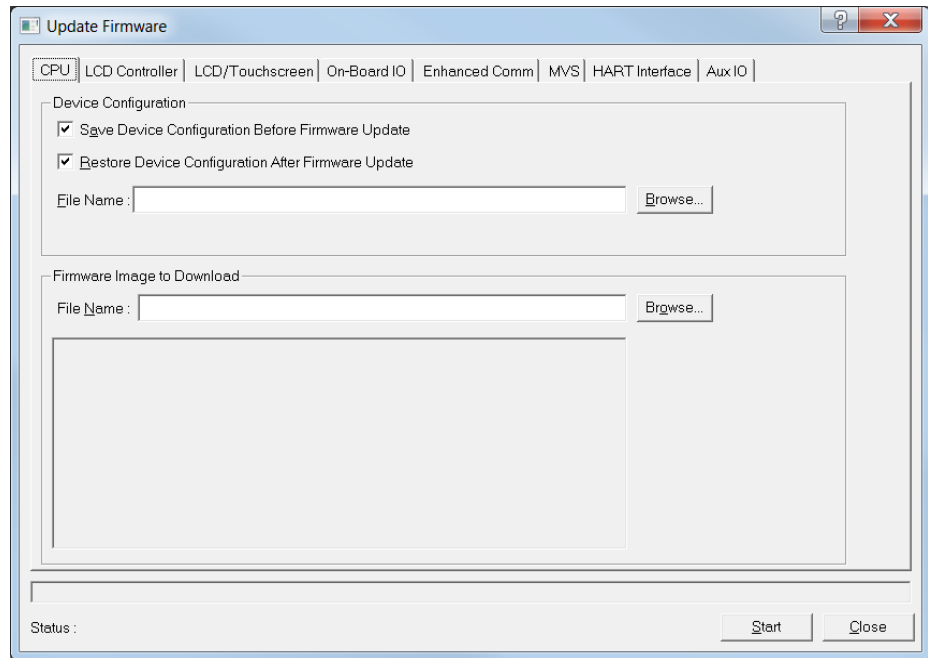 Update Firmware
CPU LCD Controller LCD/Touchscreen On-Board IO Enhanced Comm MVS HART Interface Aux IO
Device Configuration
Save Device Configuration Before Firmware Update
Restore Device Configuration After Firmware Update
File Name : Browse...
Firmware Image to Download
File Name : Browse...
Status :
Start Close